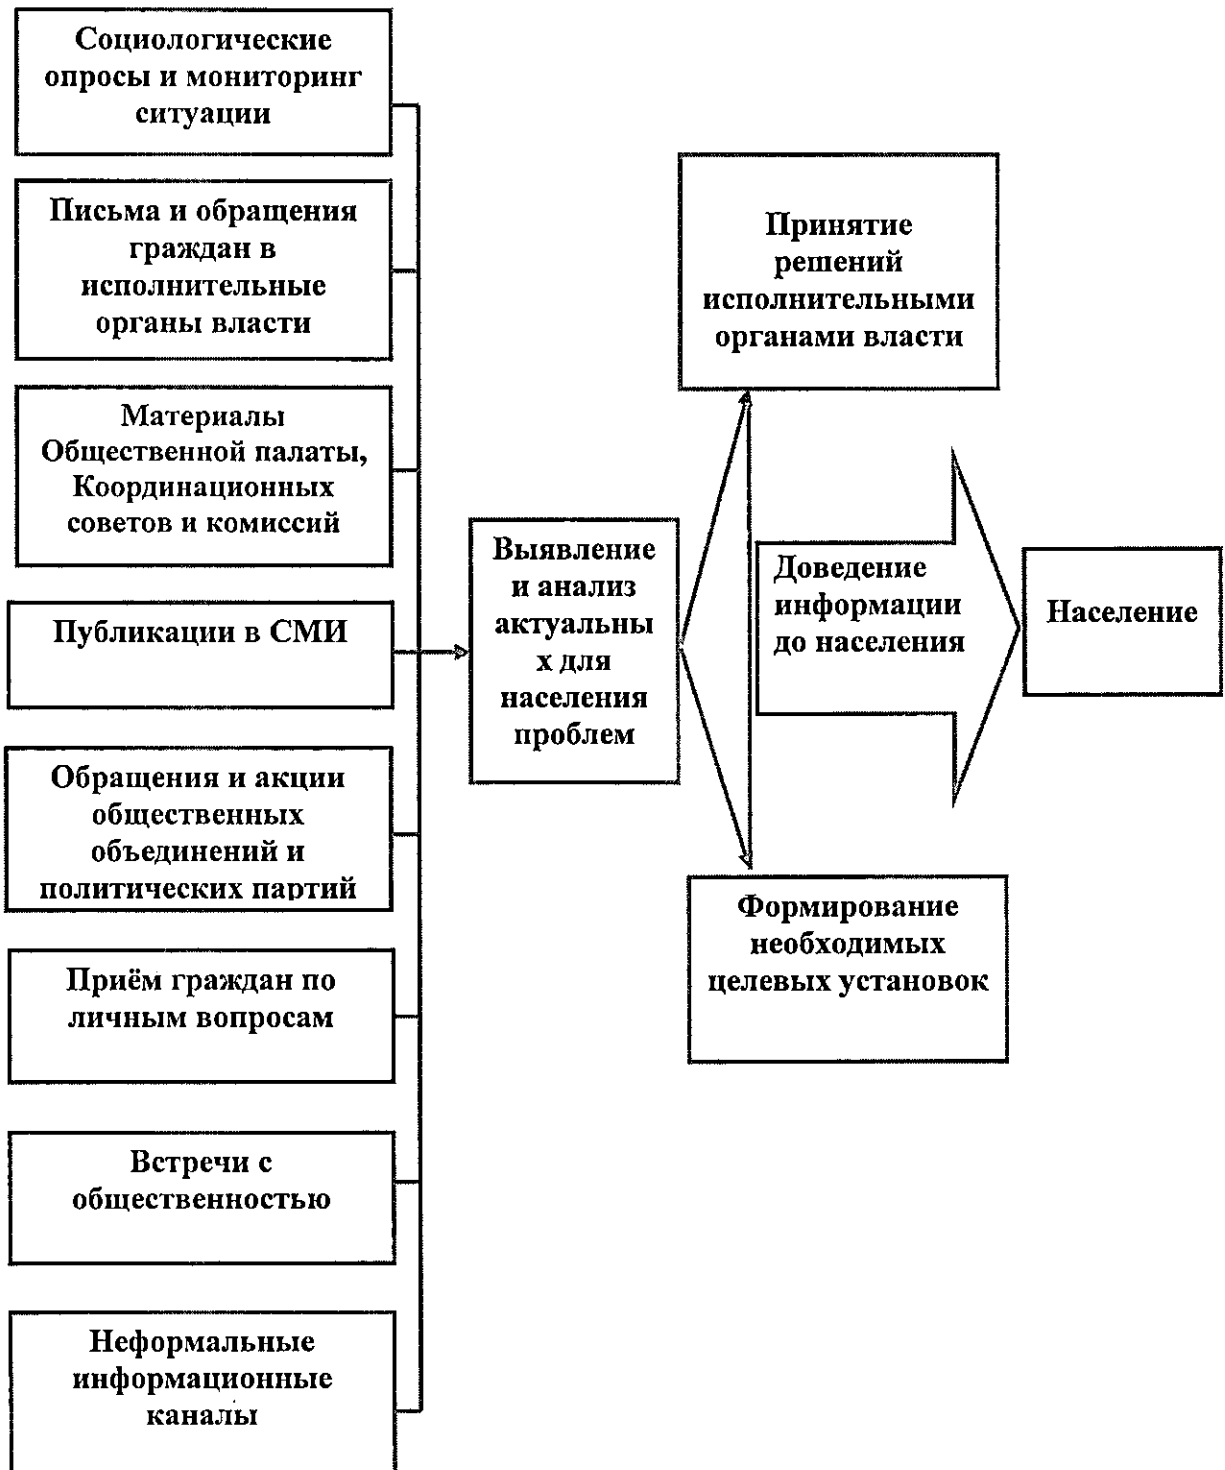 Социологические
опросы и мониторинг
ситуации
Письма и обращения
граждан в
исполнительные
органы власти
Материалы
Общественной палаты,
Координационных
советов и комиссий
Публикации в СМИ
Обращения и акции
общественных
объединений и
политических партий
Приём граждан по
личным вопросам
Встречи с
общественностью
Неформальные
информационные
каналы
Выявление
и анализ
актуальны
х для
населения
проблем
Принятие
решений
исполнительными
органами власти
Доведение
информации
до населения
Население
Формирование
необходимых
целевых установок